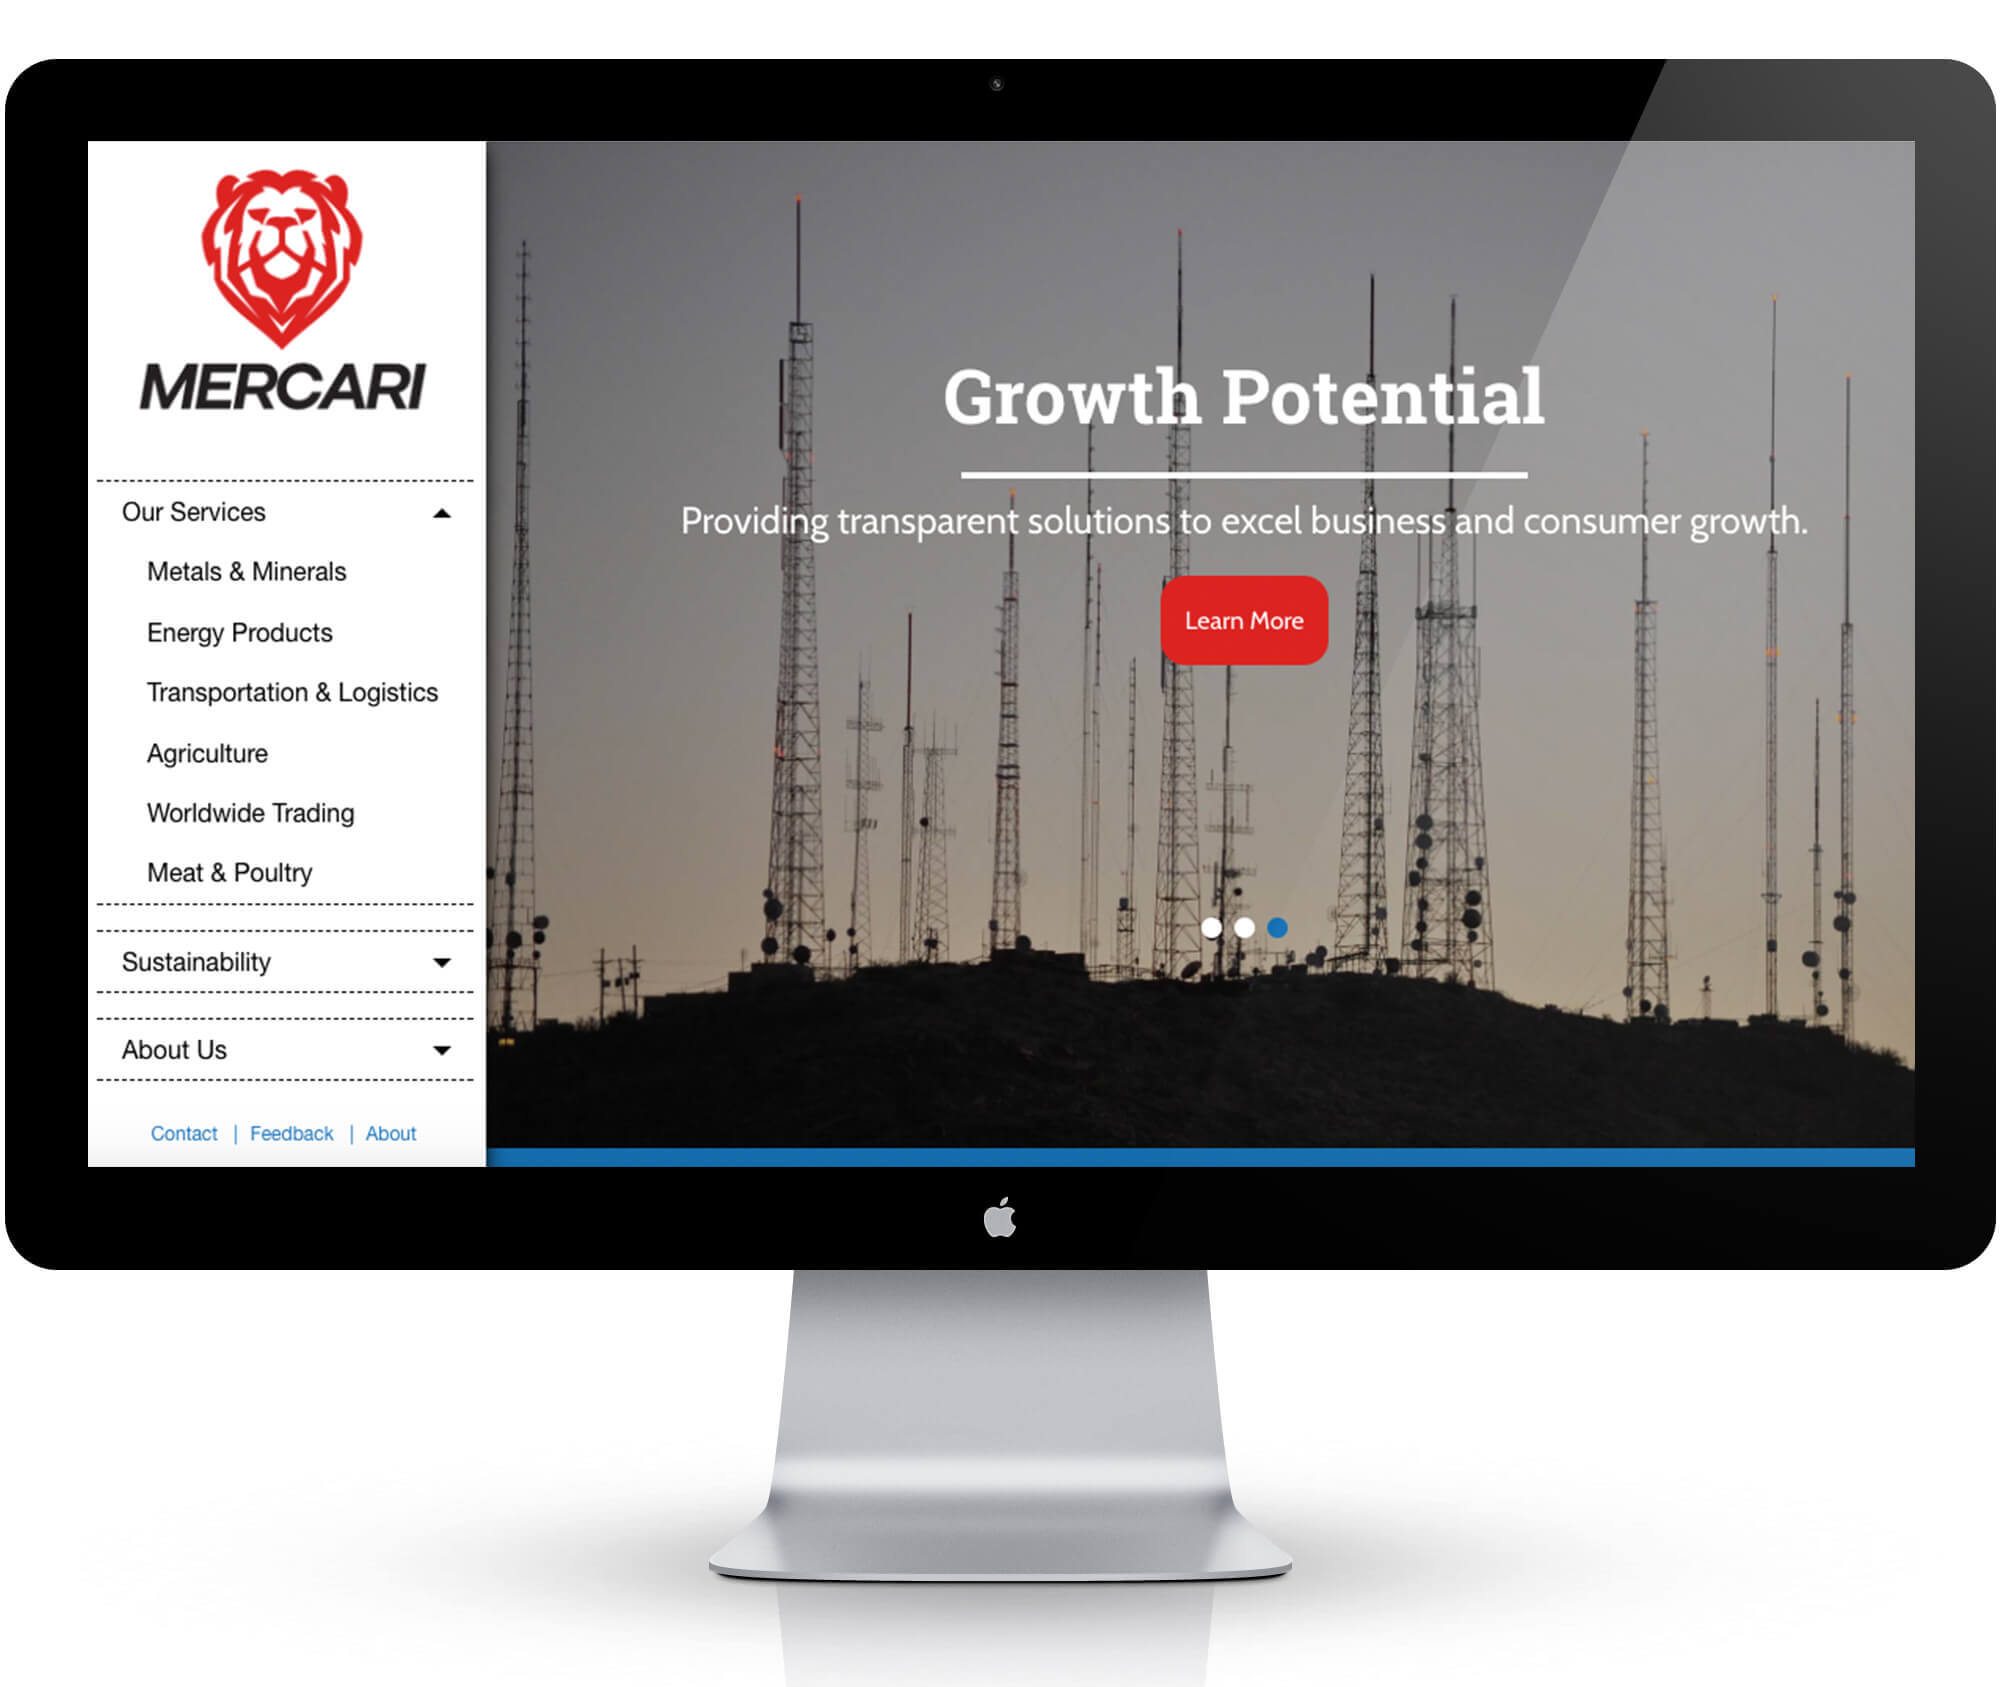 MERCARI
Our Services
Metals & Minerals
Energy Products
Transportation & Logistics
Agriculture
Worldwide Trading
Meat & Poultry
Sustainability
About Us
Contact | Feedback | About
Growth Potential
Providing transparent solutions to excel business and consumer growth.
Learn More